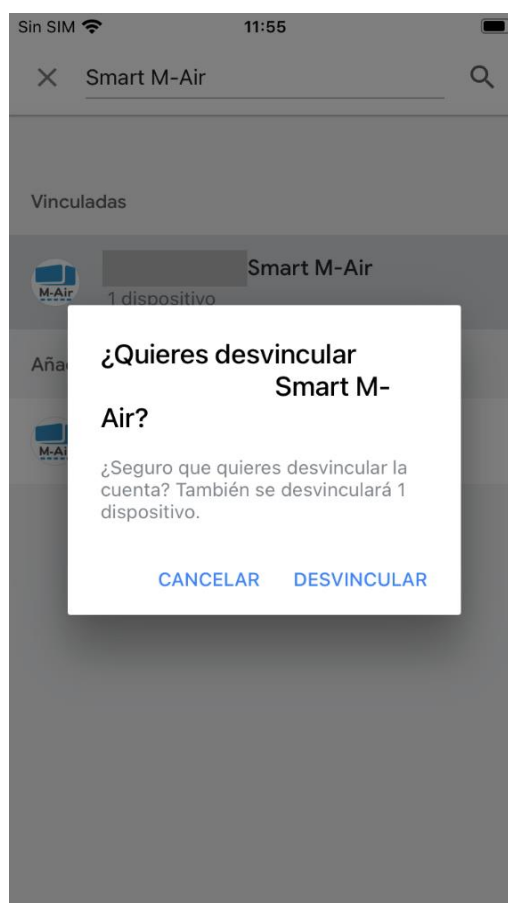 Sin SIM 11:55
Smart M-Air
Vinculadas
Smart M-Air
M-Air
1 dispositivo
¿Quieres desvincular
Smart M-
Air?
Aña
M-Ai
¿Seguro que quieres desvincular la
cuenta? También se desvinculará 1
dispositivo.
CANCELAR DESVINCULAR